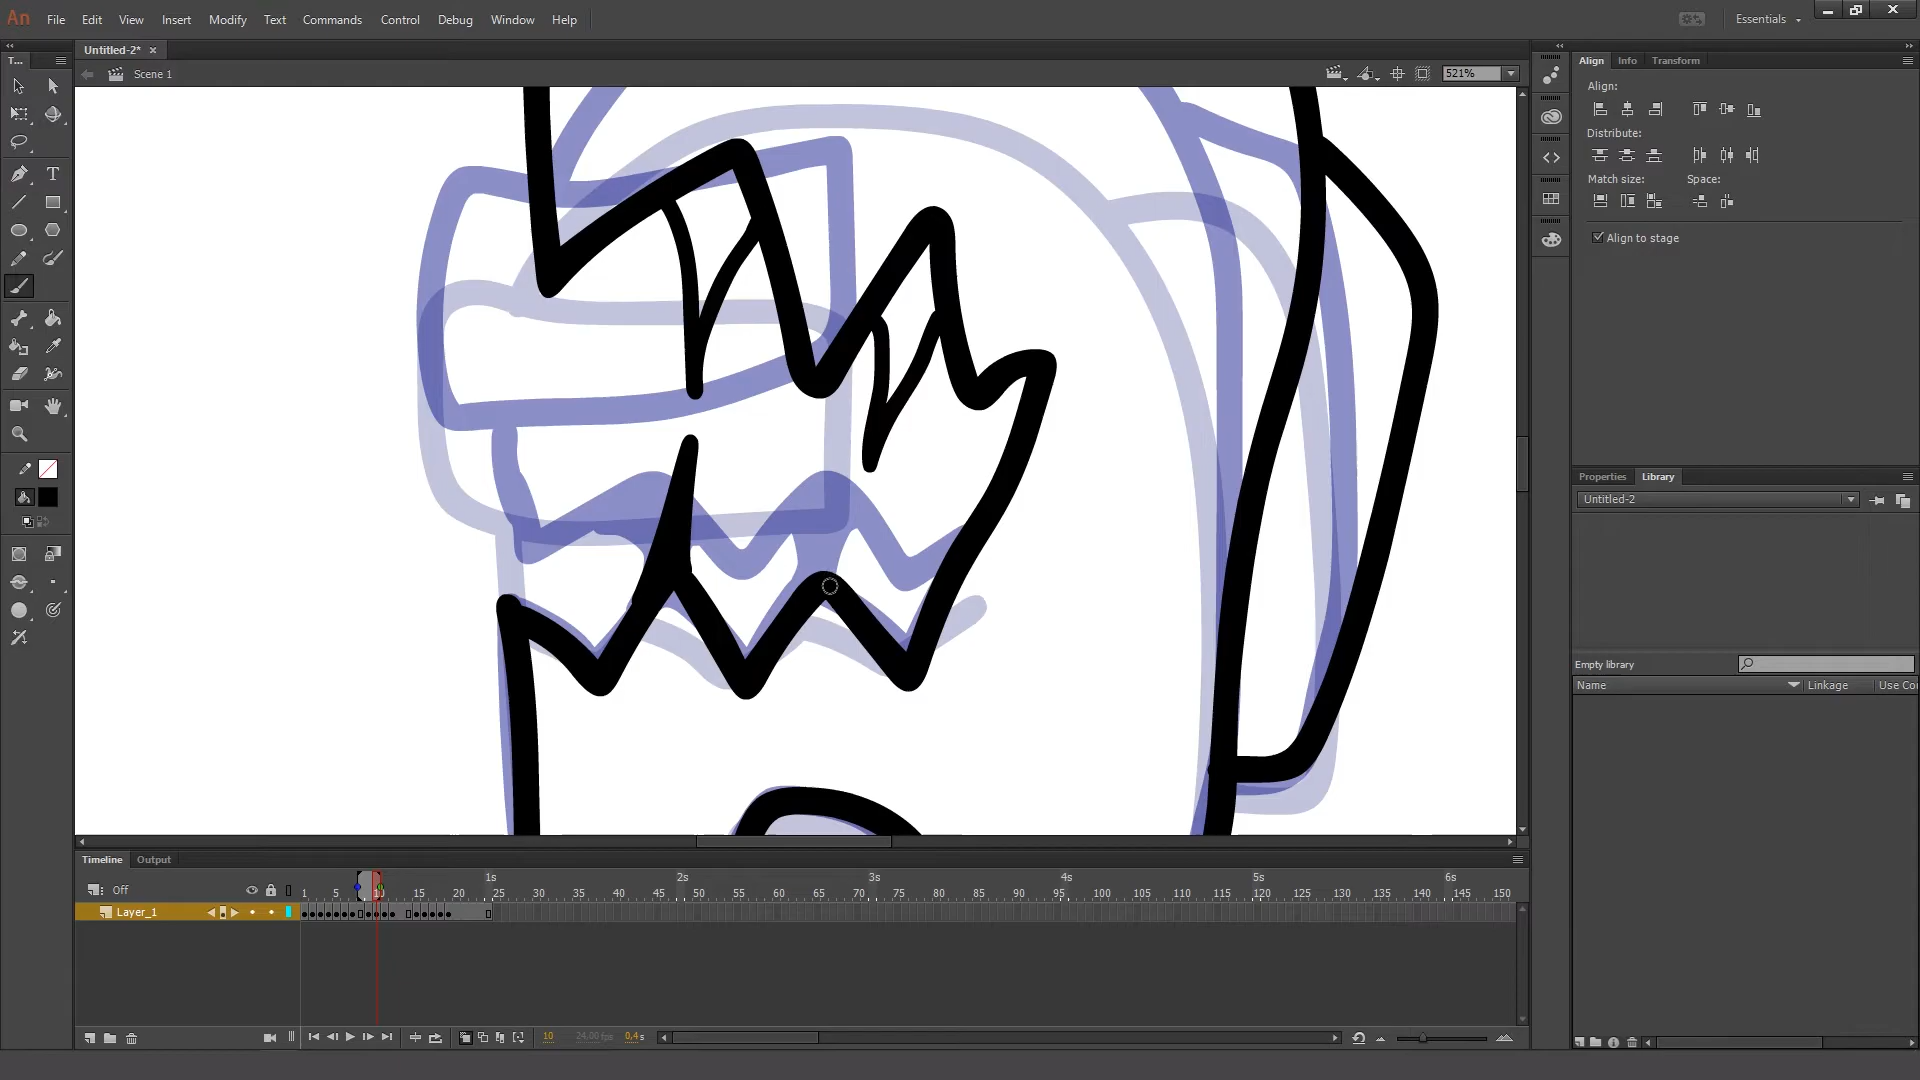 An File Edit View Insert Modify Text Commands Control Debug Window Help Essentials
Untitled-2*
Scene 1
521%
T...
Align Info Transform
Align:
Distribute:
Match size: Space:
Align to stage
Properties Library
Untitled-2
Empty library
Name Linkage Use Co
Timeline Output
1s 2s 3s 4s 5s 6s
Off 1 5 10 15 20 25 30 35 40 45 50 55 60 65 70 75 80 85 90 95 100 105 110 115 120 125 130 135 140 145 150
Layer_1
10 24,00 fps 0,4 s